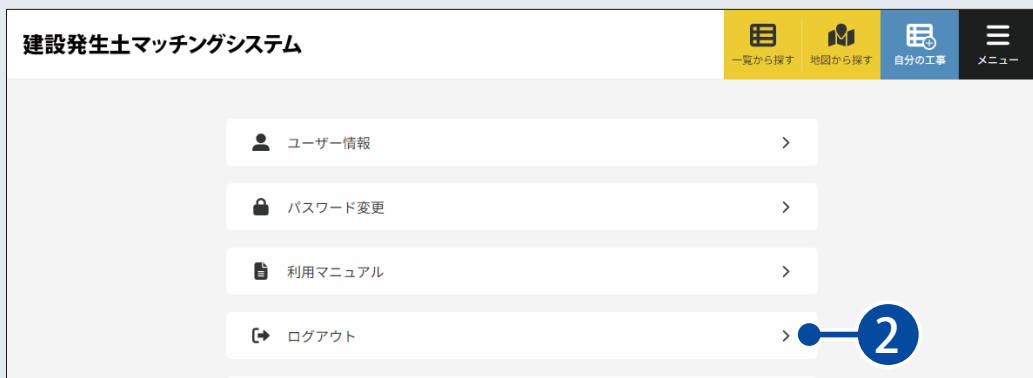 建設発生土マッチングシステム
一覧から探す
地図から探す
自分の工事
メニュー
ユーザー情報
パスワード変更
利用マニュアル
ログアウト
2